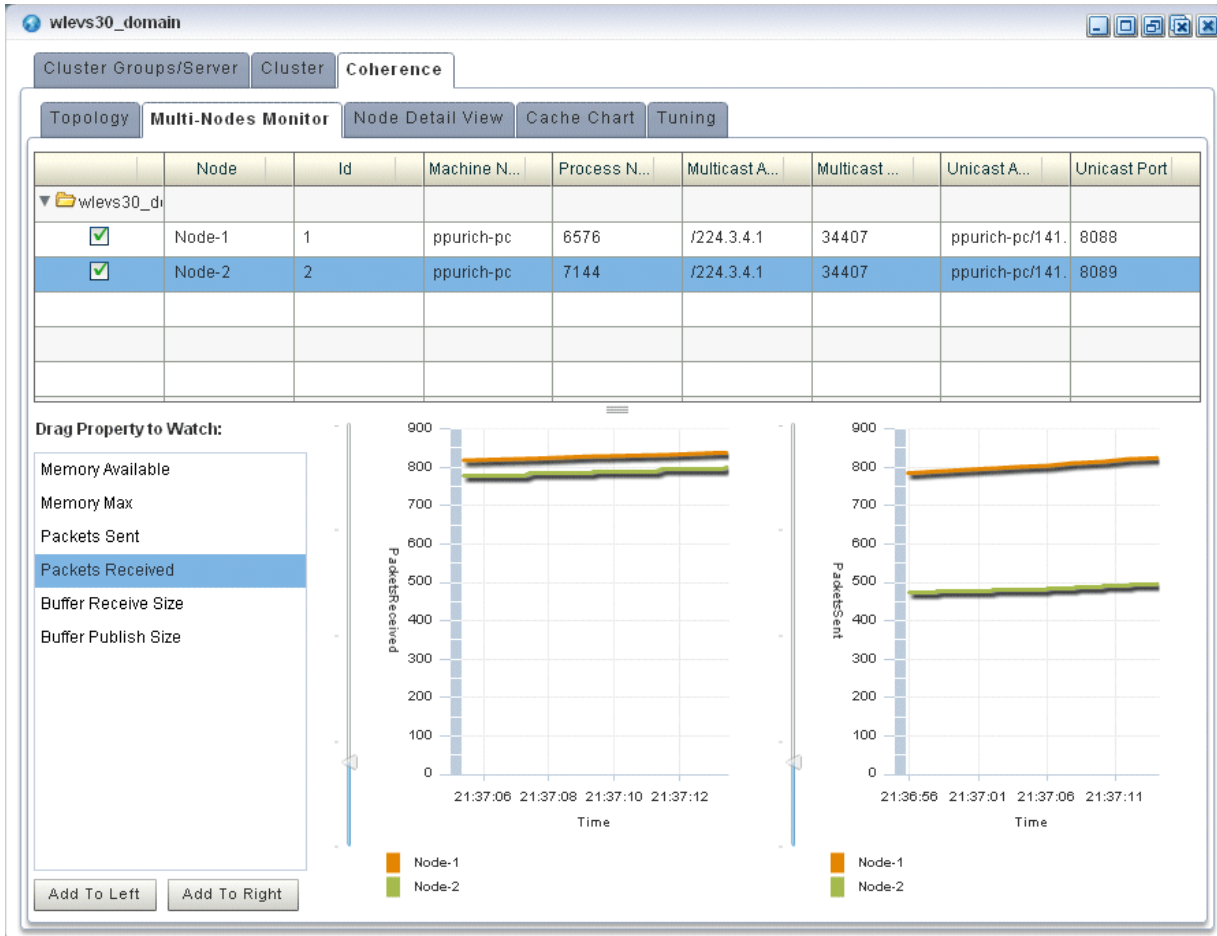 wlevs30_domain
Cluster Groups/Server Cluster Coherence
Topology Multi-Nodes Monitor Node Detail View Cache Chart Tuning
Node Id Machine N... Process N... Multicast A... Multicast ... Unicast A... Unicast Port
wlevs30_d
Node-1 1 ppurich-pc 6576 /224.3.4.1 34407 ppurich-pc/141. 8088
Node-2 2 ppurich-pc 7144 /224.3.4.1 34407 ppurich-pc/141. 8089
Drag Property to Watch:
Memory Available
Memory Max
Packets Sent
Packets Received
Buffer Receive Size
Buffer Publish Size
Add To Left Add To Right
900
800
700
600
500
400
300
200
100
0
PacketsReceived
21:37:06 21:37:08 21:37:10 21:37:12
Time
Node-1
Node-2
900
800
700
600
500
400
300
200
100
0
PacketsSent
21:36:56 21:37:01 21:37:06 21:37:11
Time
Node-1
Node-2